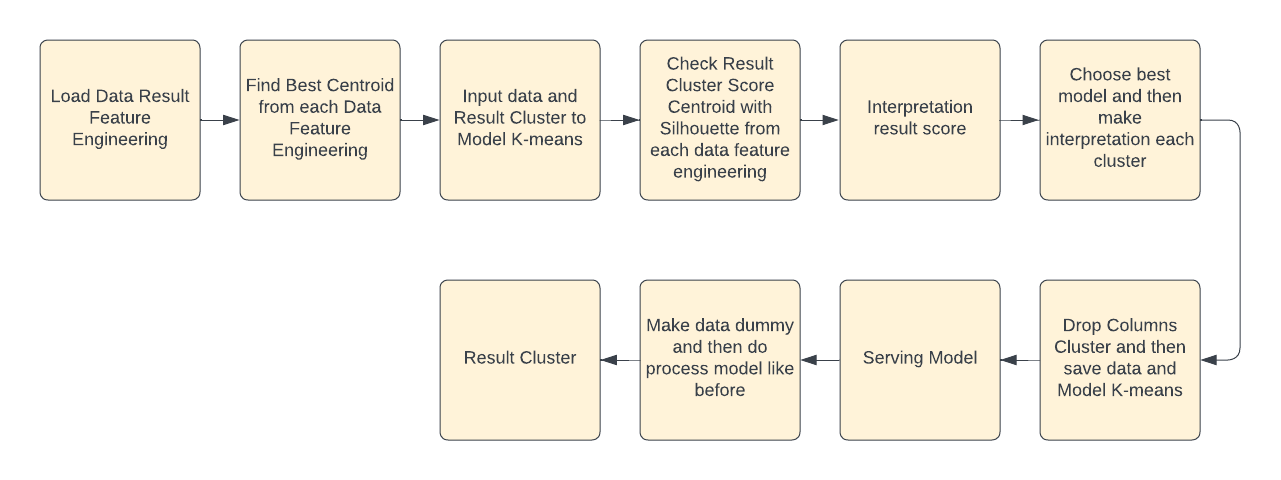 Load Data Result
Feature
Engineering
Find Best Centroid
from each Data
Feature
Engineering
Input data and
Result Cluster to
Model K-means
Check Result
Cluster Score
Centroid with
Silhouette from
each data feature
engineering
Interpretation
result score
Choose best
model and then
make
interpretation each
cluster
Drop Columns
Cluster and then
save data and
Model K-means
Serving Model
Make data dummy
and then do
process model like
before
Result Cluster